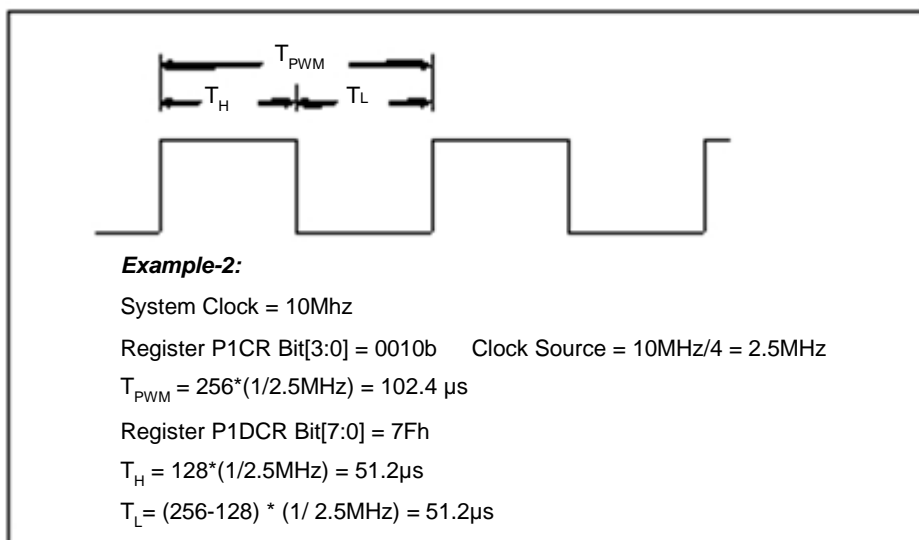 T_PWM
T_H TL
Example-2:
System Clock = 10Mhz
Register P1CR Bit[3:0] = 0010b Clock Source = 10MHz/4 = 2.5MHz
T_PWM = 256*(1/2.5MHz) = 102.4 µs
Register P1DCR Bit[7:0] = 7Fh
T_H = 128*(1/2.5MHz) = 51.2µs
T_L= (256-128) * (1/ 2.5MHz) = 51.2µs